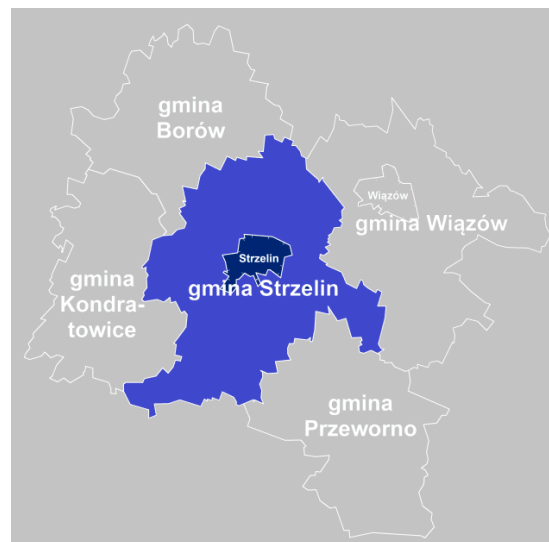 gmina
Borów
Wiązów
gmina Wiązów
Strzelin
gmina Strzelin
gmina
Kondra-
towice
gmina
Przeworno